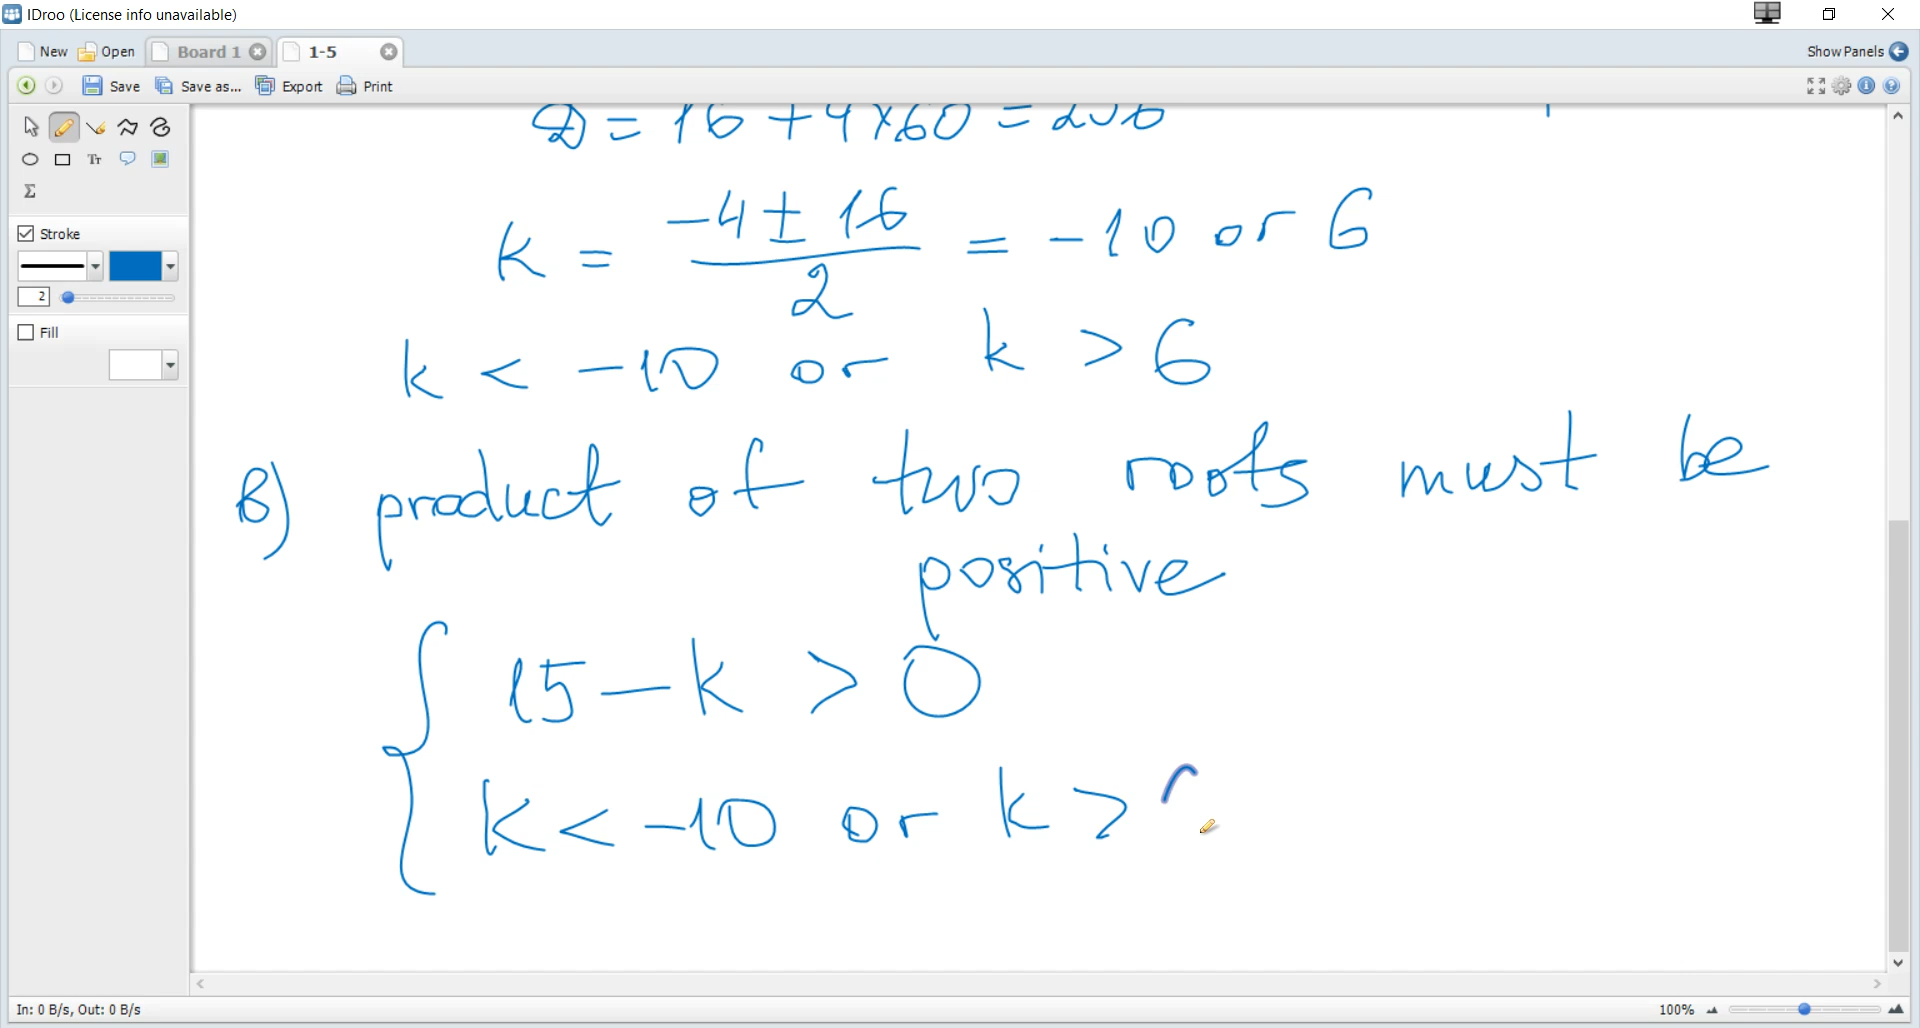 IDroo (License info unavailable)
New Open Board 1 1-5 Show Panels
Save Save as... Export Print
D = 16 + 4×60 = 256
k = (-4 ± 16)/2 = -10 or 6
k < -10 or k > 6
B) product of two roots must be
positive
15 - k > 0
k < -10 or k >
Tt
Σ
Stroke
2
Fill
In: 0 B/s, Out: 0 B/s 100%